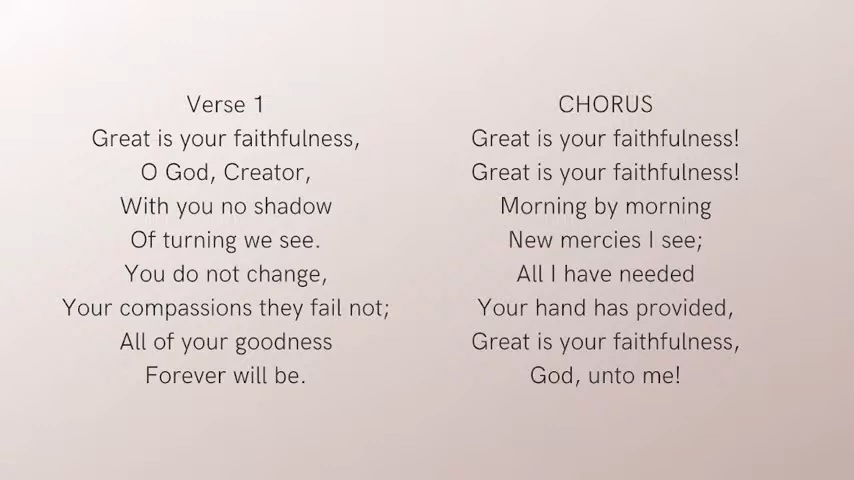 Verse 1
Great is your faithfulness,
O God, Creator,
With you no shadow
Of turning we see.
You do not change,
Your compassions they fail not;
All of your goodness
Forever will be.
CHORUS
Great is your faithfulness!
Great is your faithfulness!
Morning by morning
New mercies I see;
All I have needed
Your hand has provided,
Great is your faithfulness,
God, unto me!